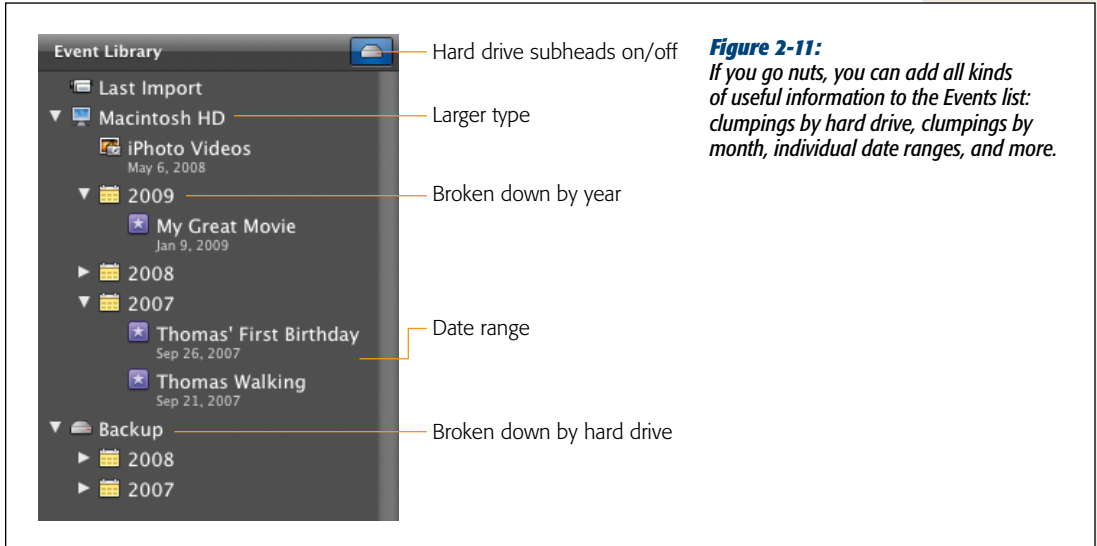 Event Library
Hard drive subheads on/off
Last Import
Macintosh HD
Larger type
iPhoto Videos
May 6, 2008
2009
Broken down by year
My Great Movie
Jan 9, 2009
2008
2007
Thomas' First Birthday
Sep 26, 2007
Date range
Thomas Walking
Sep 21, 2007
Backup
Broken down by hard drive
2008
2007
Figure 2-11:
If you go nuts, you can add all kinds
of useful information to the Events list:
clumpings by hard drive, clumpings by
month, individual date ranges, and more.